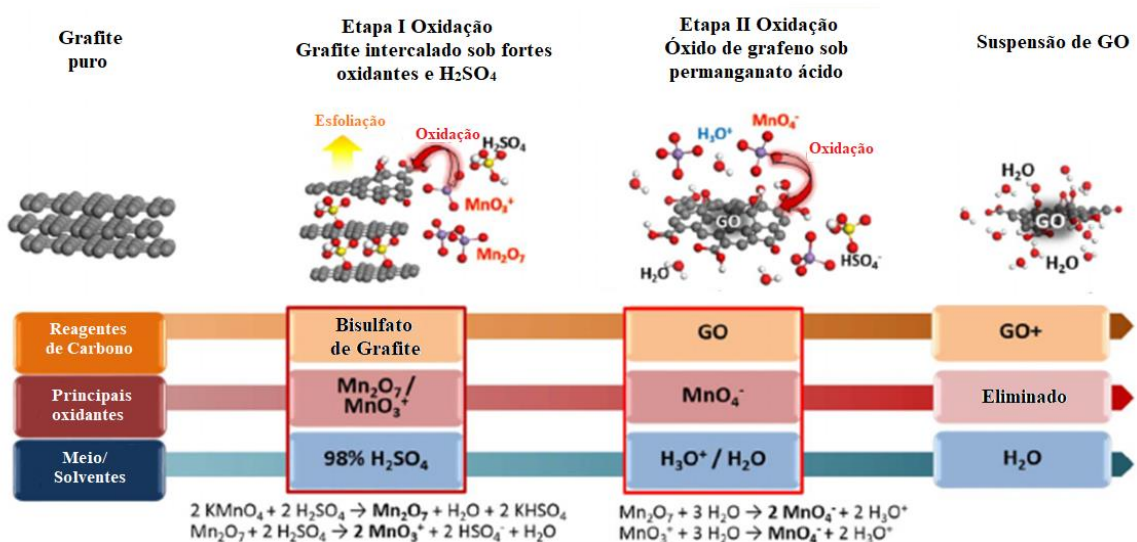 Grafite
puro
Etapa I Oxidação
Grafite intercalado sob fortes
oxidantes e H₂SO₄
Etapa II Oxidação
Óxido de grafeno sob
permanganato ácido
Suspensão de GO
Esfoliação
Oxidação
H₂SO₄
MnO₃⁺
Mn₂O₇
H₃O⁺
MnO₄⁻
Oxidação
GO
H₂O
HSO₄⁻
H₂O
GO
H₂O
Reagentes
de Carbono
Bisulfato
de Grafite
GO
GO+
Principais
oxidantes
Mn₂O₇ /
MnO₃⁺
MnO₄⁻
Eliminado
Meio/
Solventes
98% H₂SO₄
H₃O⁺ / H₂O
H₂O
2 KMnO₄ + 2 H₂SO₄ → Mn₂O₇ + H₂O + 2 KHSO₄
Mn₂O₇ + 2 H₂SO₄ → 2 MnO₃⁺ + 2 HSO₄⁻ + H₂O
Mn₂O₇ + 3 H₂O → 2 MnO₄⁻ + 2 H₃O⁺
MnO₃⁺ + 3 H₂O → MnO₄⁻ + 2 H₃O⁺